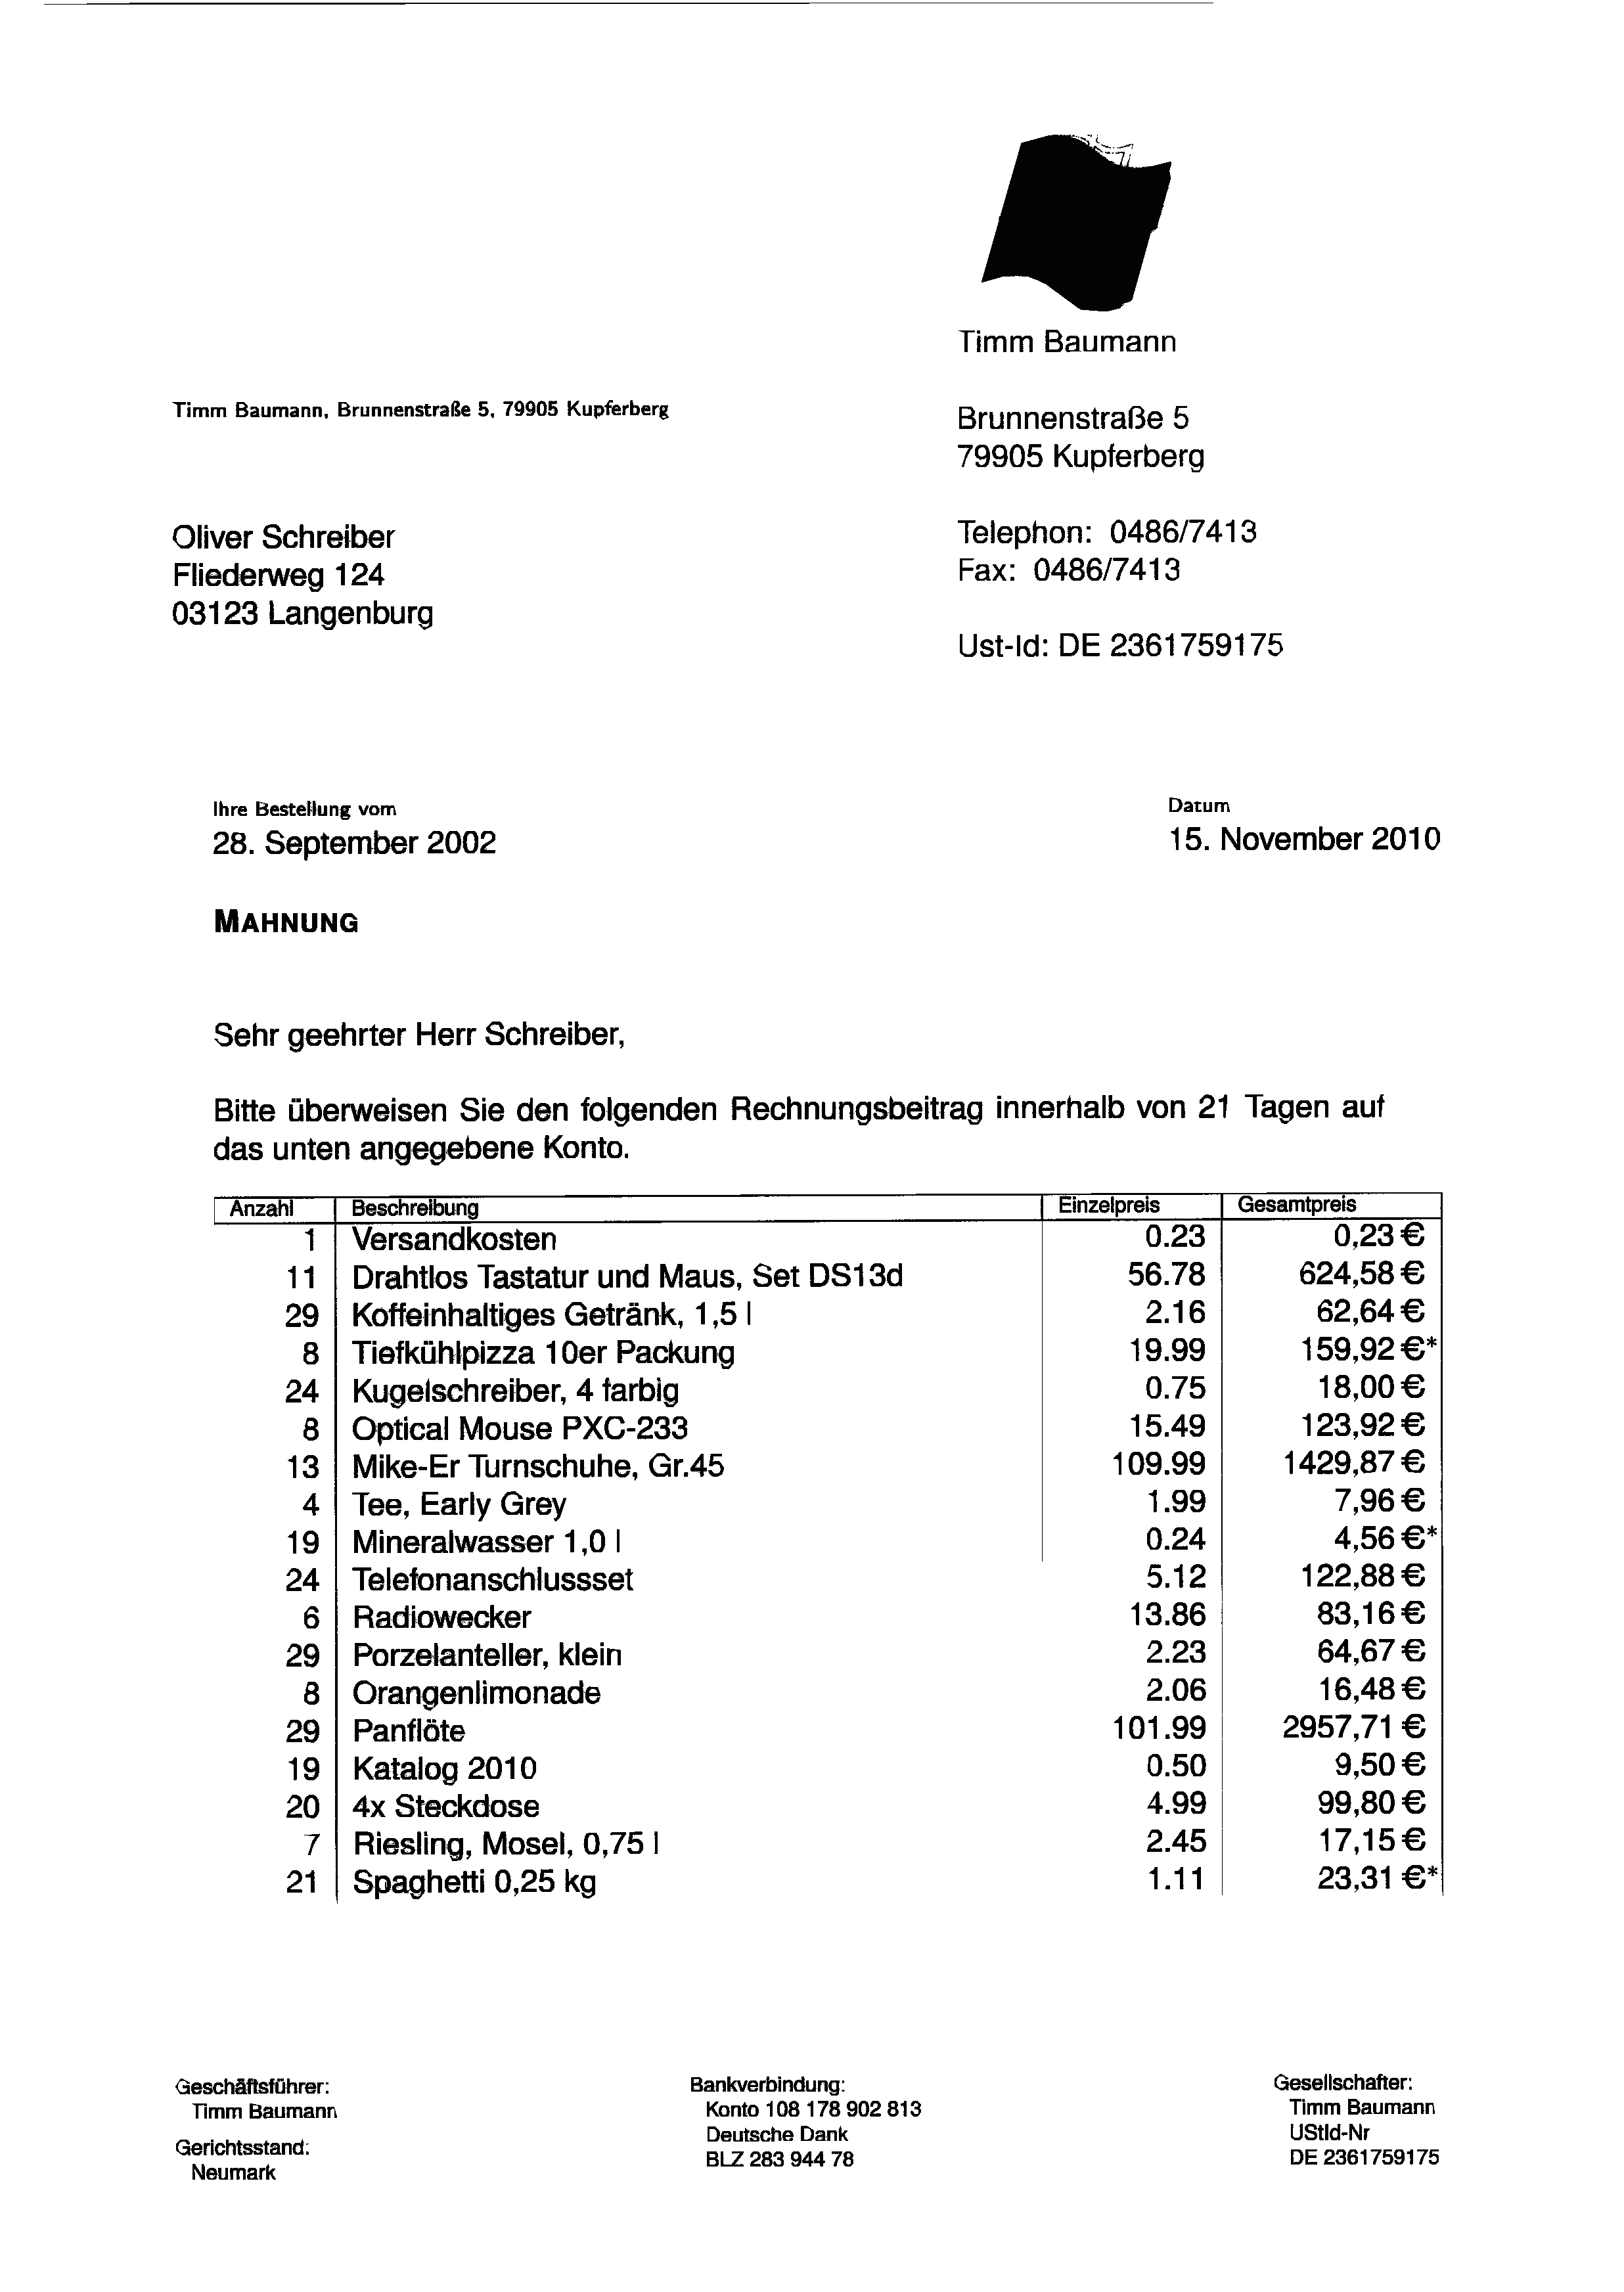 Timm Baumann
Timm Baumann, Brunnenstraße 5, 79905 Kupferberg
Brunnenstraße 5
79905 Kupferberg
Oliver Schreiber
Fliederweg 124
03123 Langenburg
Telephon: 0486/7413
Fax: 0486/7413
Ust-Id: DE 2361759175
Ihre Bestellung vom
28. September 2002
Datum
15. November 2010
MAHNUNG
Sehr geehrter Herr Schreiber,
Bitte überweisen Sie den folgenden Rechnungsbeitrag innerhalb von 21 Tagen auf
das unten angegebene Konto.
Anzahl Beschreibung Einzelpreis Gesamtpreis
1 Versandkosten 0.23 0,23 €
11 Drahtlos Tastatur und Maus, Set DS13d 56.78 624,58 €
29 Koffeinhaltiges Getränk, 1,5 l 2.16 62,64 €
8 Tiefkühlpizza 10er Packung 19.99 159,92 €*
24 Kugelschreiber, 4 farbig 0.75 18,00 €
8 Optical Mouse PXC-233 15.49 123,92 €
13 Mike-Er Turnschuhe, Gr.45 109.99 1429,87 €
4 Tee, Early Grey 1.99 7,96 €
19 Mineralwasser 1,0 l 0.24 4,56 €*
24 Telefonanschlussset 5.12 122,88 €
6 Radiowecker 13.86 83,16 €
29 Porzelanteller, klein 2.23 64,67 €
8 Orangenlimonade 2.06 16,48 €
29 Panflöte 101.99 2957,71 €
19 Katalog 2010 0.50 9,50 €
20 4x Steckdose 4.99 99,80 €
7 Riesling, Mosel, 0,75 l 2.45 17,15 €
21 Spaghetti 0,25 kg 1.11 23,31 €*
Geschäftsführer:
Timm Baumann
Gerichtsstand:
Neumark
Bankverbindung:
Konto 108 178 902 813
Deutsche Dank
BLZ 283 944 78
Gesellschafter:
Timm Baumann
UStId-Nr
DE 2361759175